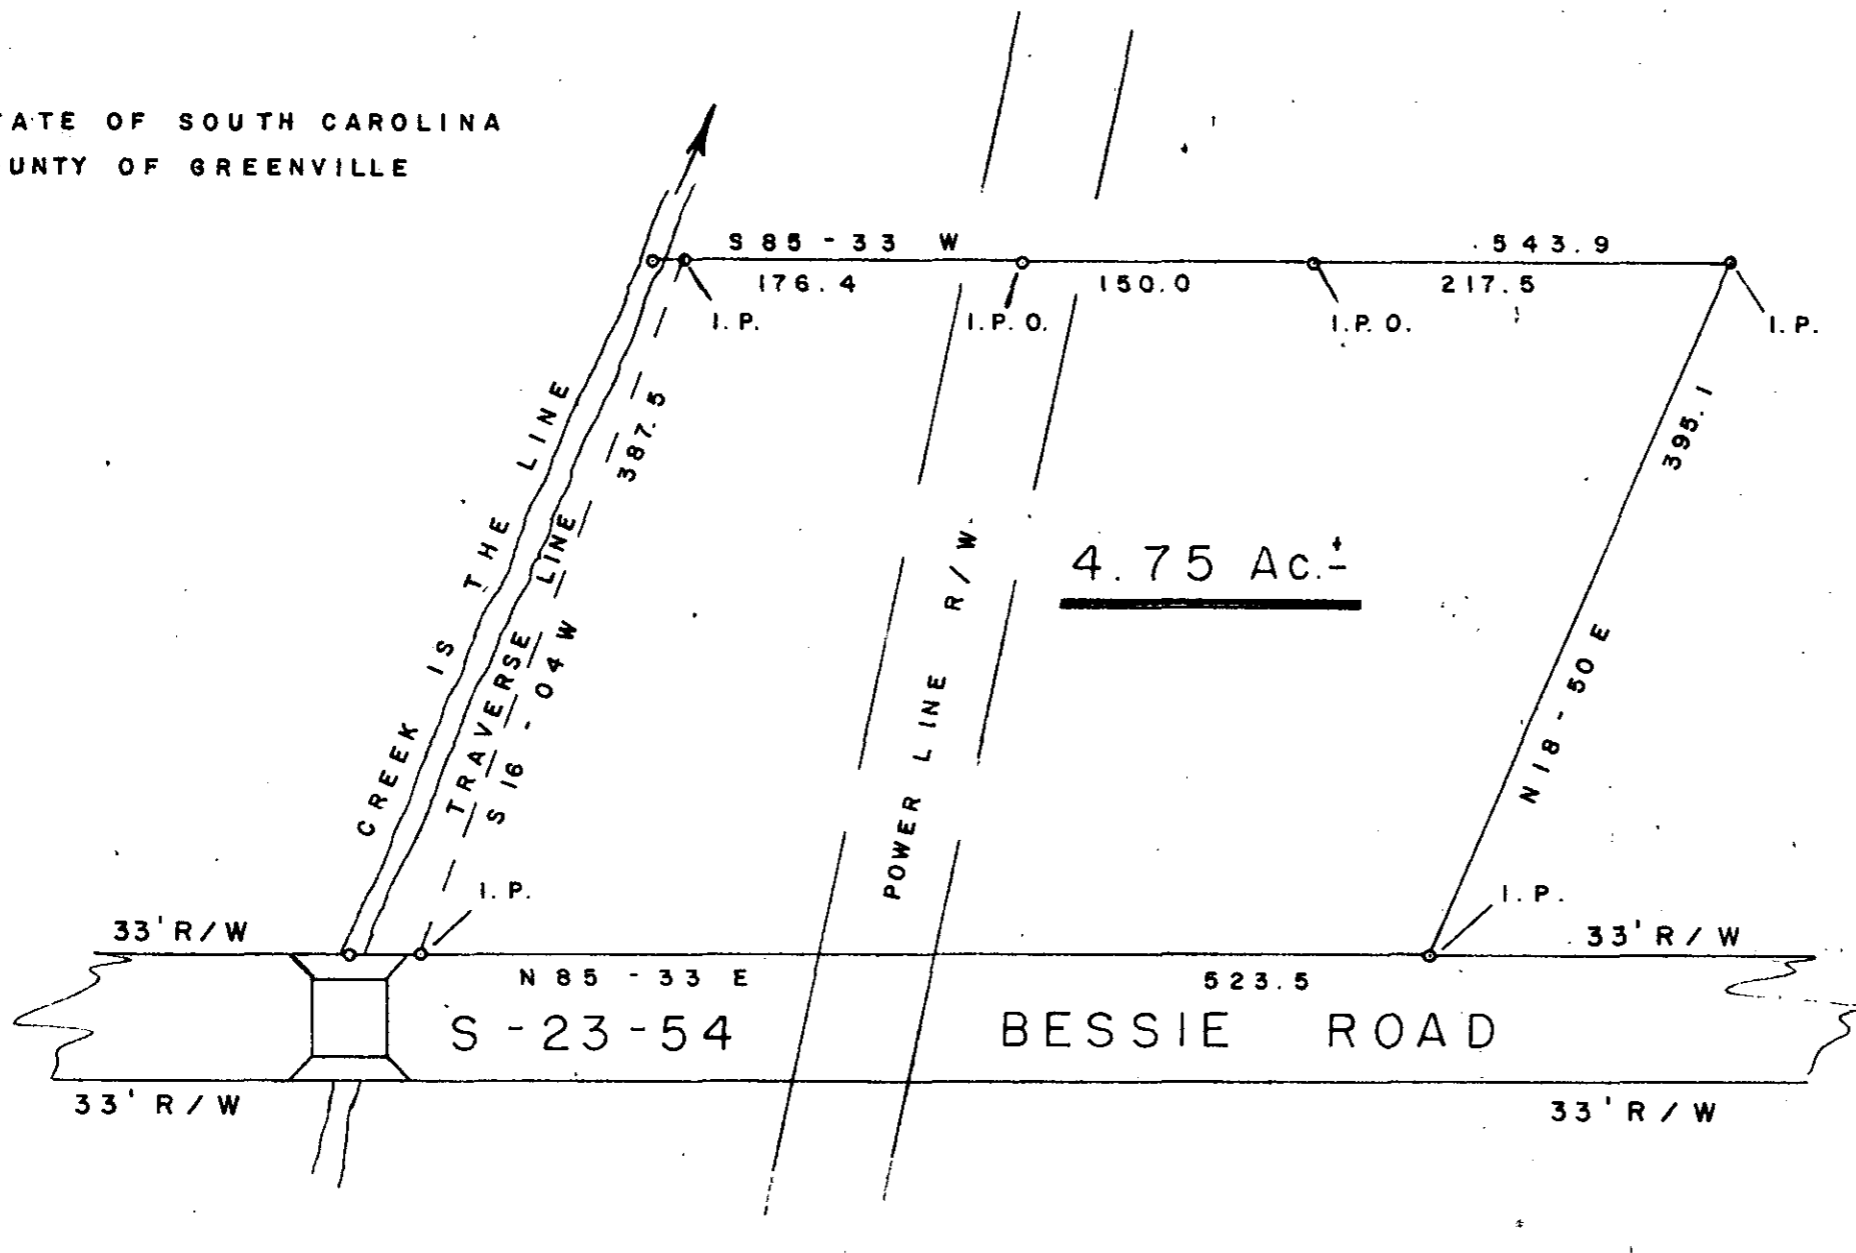 TATE OF SOUTH CAROLINA
UNTY OF GREENVILLE
S 85 - 33 W
543.9
176.4
150.0
217.5
I.P.
I.P.O.
I.P.O.
I.P.
CREEK IS THE LINE
TRAVERSE LINE
S 16 - 04 W 387.5
POWER LINE R/W
4.75 Ac.±
N 18 - 50 E
395.1
I.P.
I.P.
33' R/W
33' R/W
N 85 - 33 E
523.5
S-23-54
BESSIE ROAD
33' R/W
33' R/W